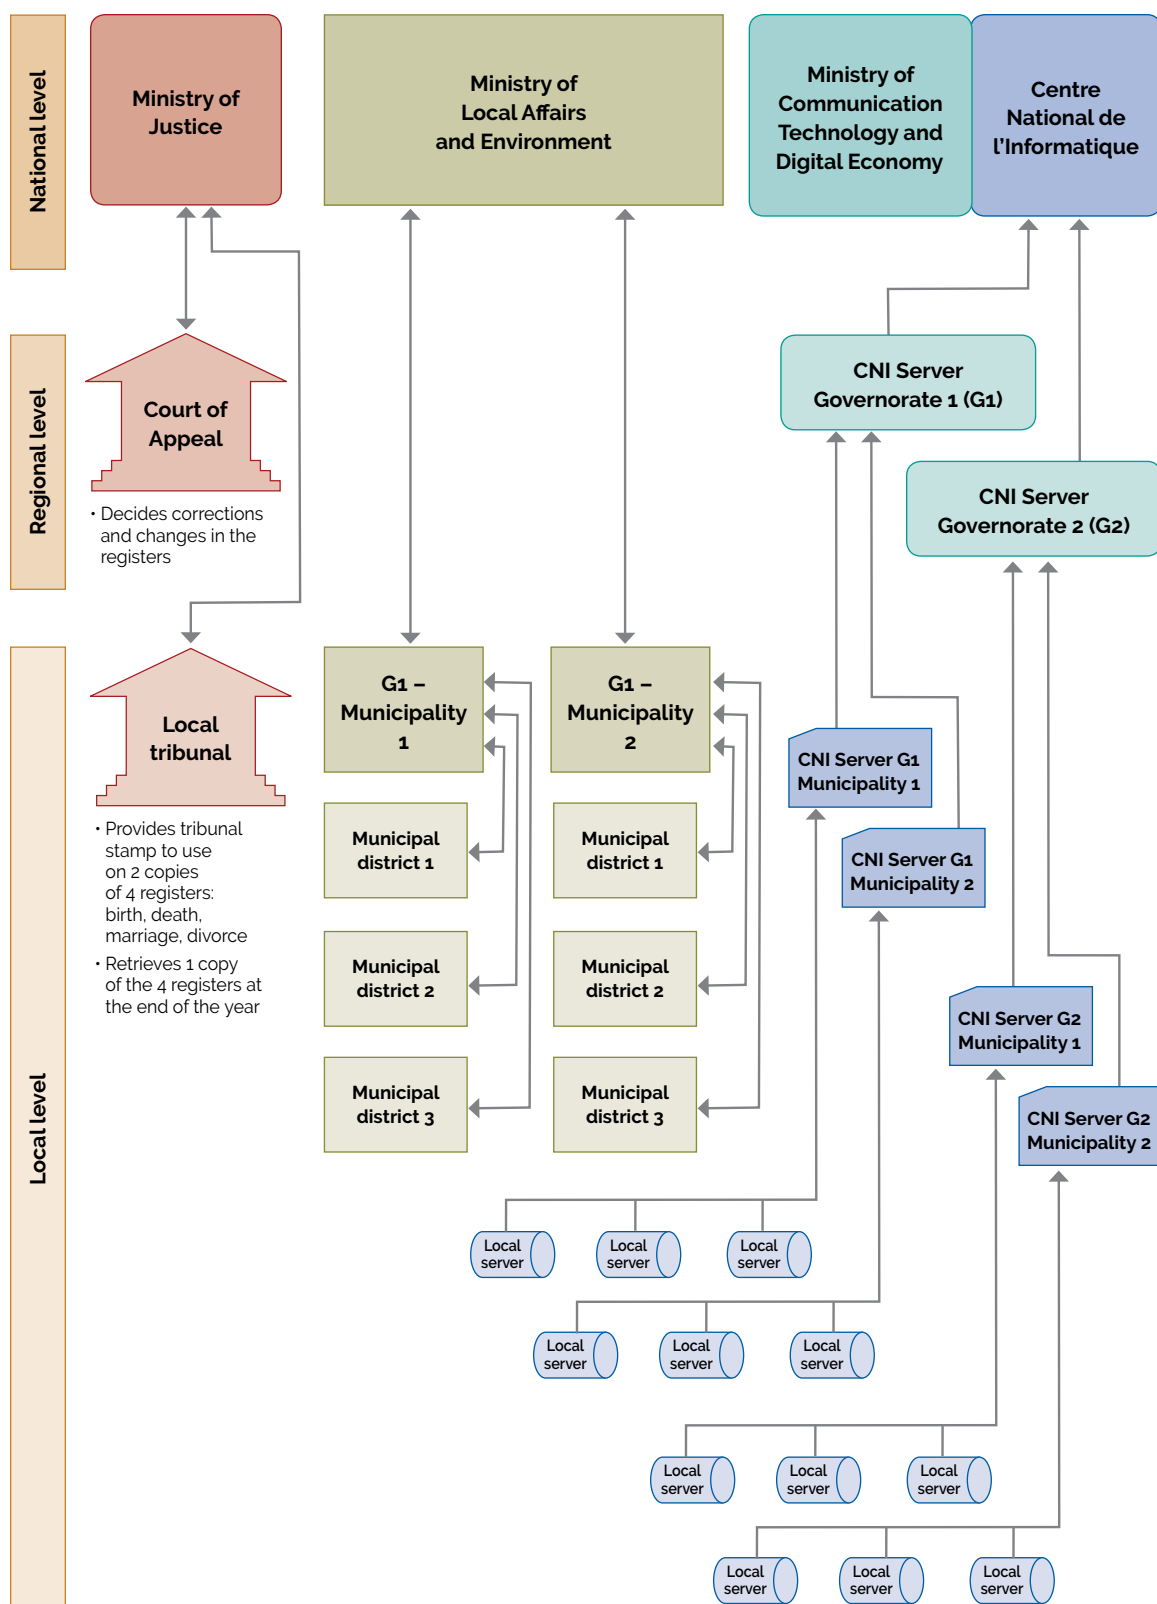 National level
Ministry of
Justice
Ministry of
Local Affairs
and Environment
Ministry of
Communication
Technology and
Digital Economy
Centre
National de
l’Informatique
Regional level
Court of
Appeal
• Decides corrections
and changes in the
registers
CNI Server
Governorate 1 (G1)
CNI Server
Governorate 2 (G2)
Local level
Local
tribunal
• Provides tribunal
stamp to use
on 2 copies
of 4 registers:
birth, death,
marriage, divorce
• Retrieves 1 copy
of the 4 registers at
the end of the year
G1 –
Municipality
1
Municipal
district 1
Municipal
district 2
Municipal
district 3
G1 –
Municipality
2
Municipal
district 1
Municipal
district 2
Municipal
district 3
CNI Server G1
Municipality 1
CNI Server G1
Municipality 2
CNI Server G2
Municipality 1
CNI Server G2
Municipality 2
Local
server
Local
server
Local
server
Local
server
Local
server
Local
server
Local
server
Local
server
Local
server
Local
server
Local
server
Local
server